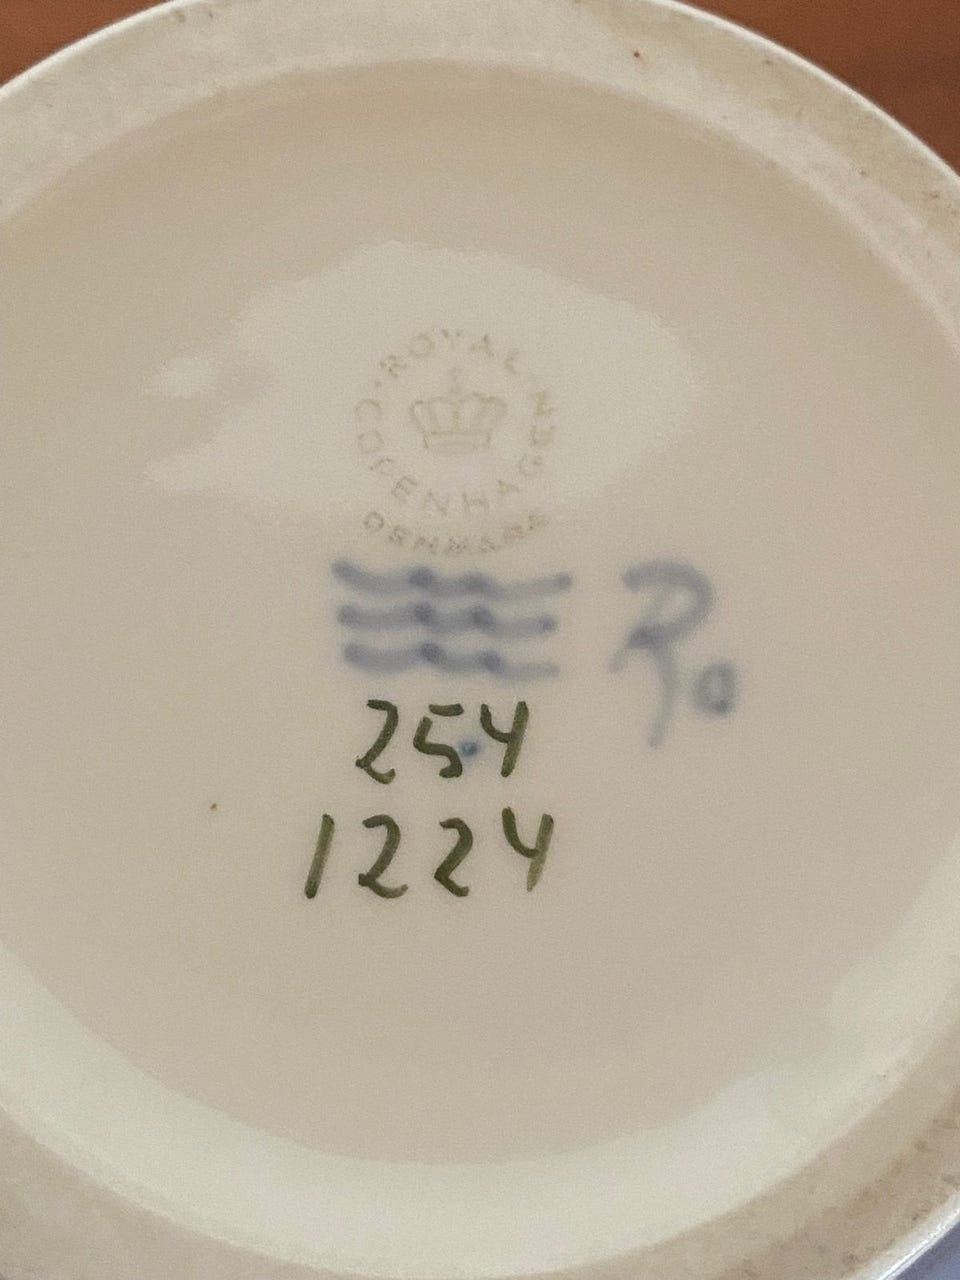 ROYAL
COPENHAGEN
DENMARK
254
1224